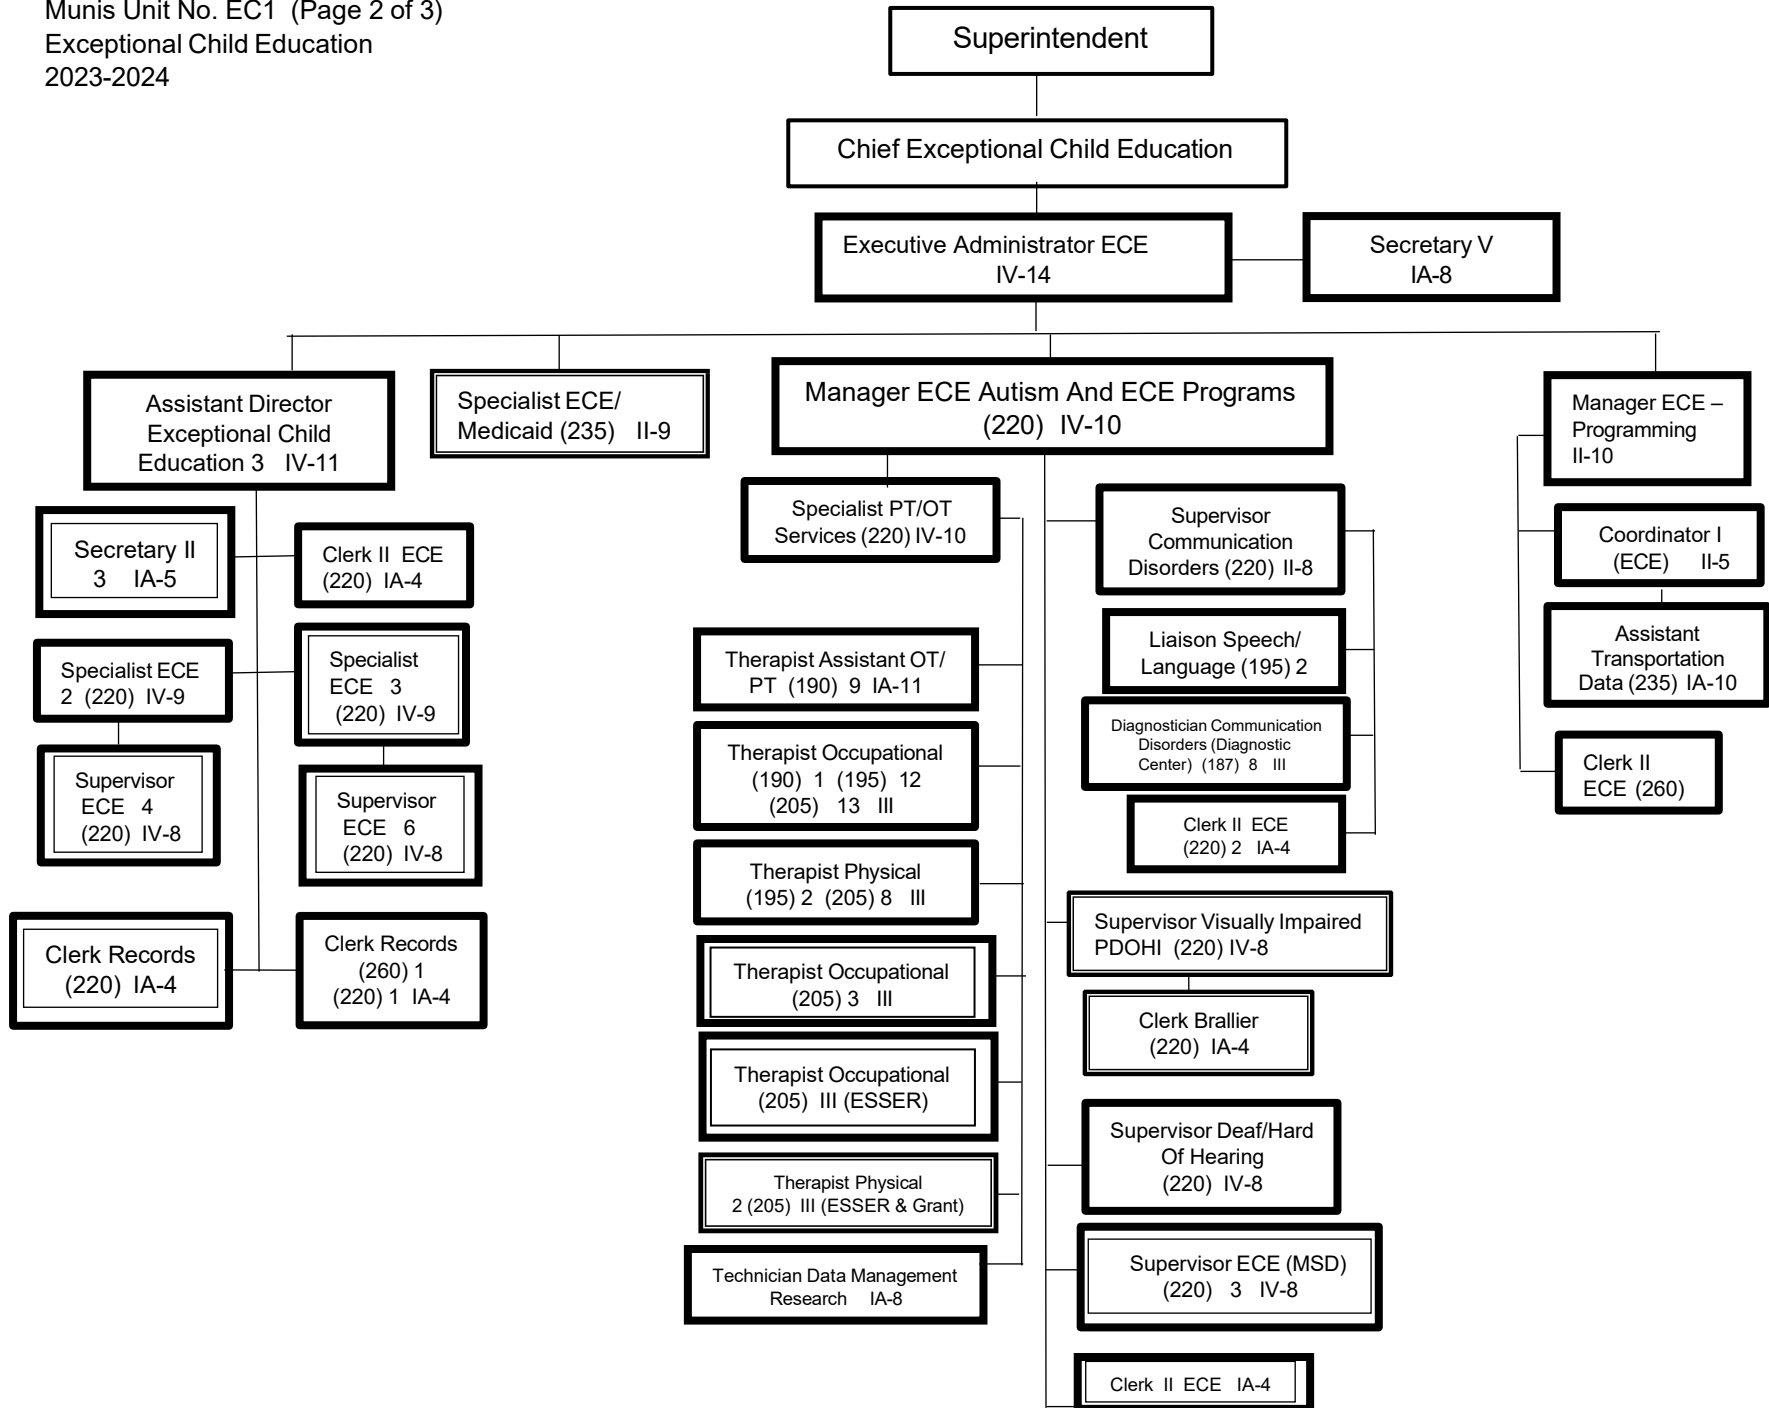 Munis Unit No. EC1 (Page 2 of 3)
Exceptional Child Education
2023-2024
Superintendent
Chief Exceptional Child Education
Executive Administrator ECE
IV-14
Secretary V
IA-8
Assistant Director
Exceptional Child
Education 3 IV-11
Specialist ECE/
Medicaid (235) II-9
Manager ECE Autism And ECE Programs
(220) IV-10
Manager ECE –
Programming
II-10
Secretary II
3 IA-5
Clerk II ECE
(220) IA-4
Specialist ECE
2 (220) IV-9
Specialist
ECE 3
(220) IV-9
Supervisor
ECE 4
(220) IV-8
Supervisor
ECE 6
(220) IV-8
Clerk Records
(220) IA-4
Clerk Records
(260) 1
(220) 1 IA-4
Specialist PT/OT
Services (220) IV-10
Therapist Assistant OT/
PT (190) 9 IA-11
Therapist Occupational
(190) 1 (195) 12
(205) 13 III
Therapist Physical
(195) 2 (205) 8 III
Therapist Occupational
(205) 3 III
Therapist Occupational
(205) III (ESSER)
Therapist Physical
2 (205) III (ESSER & Grant)
Technician Data Management
Research IA-8
Supervisor
Communication
Disorders (220) II-8
Liaison Speech/
Language (195) 2
Diagnostician Communication
Disorders (Diagnostic
Center) (187) 8 III
Clerk II ECE
(220) 2 IA-4
Supervisor Visually Impaired
PDOHI (220) IV-8
Clerk Brallier
(220) IA-4
Supervisor Deaf/Hard
Of Hearing
(220) IV-8
Supervisor ECE (MSD)
(220) 3 IV-8
Clerk II ECE IA-4
Coordinator I
(ECE) II-5
Assistant
Transportation
Data (235) IA-10
Clerk II
ECE (260)